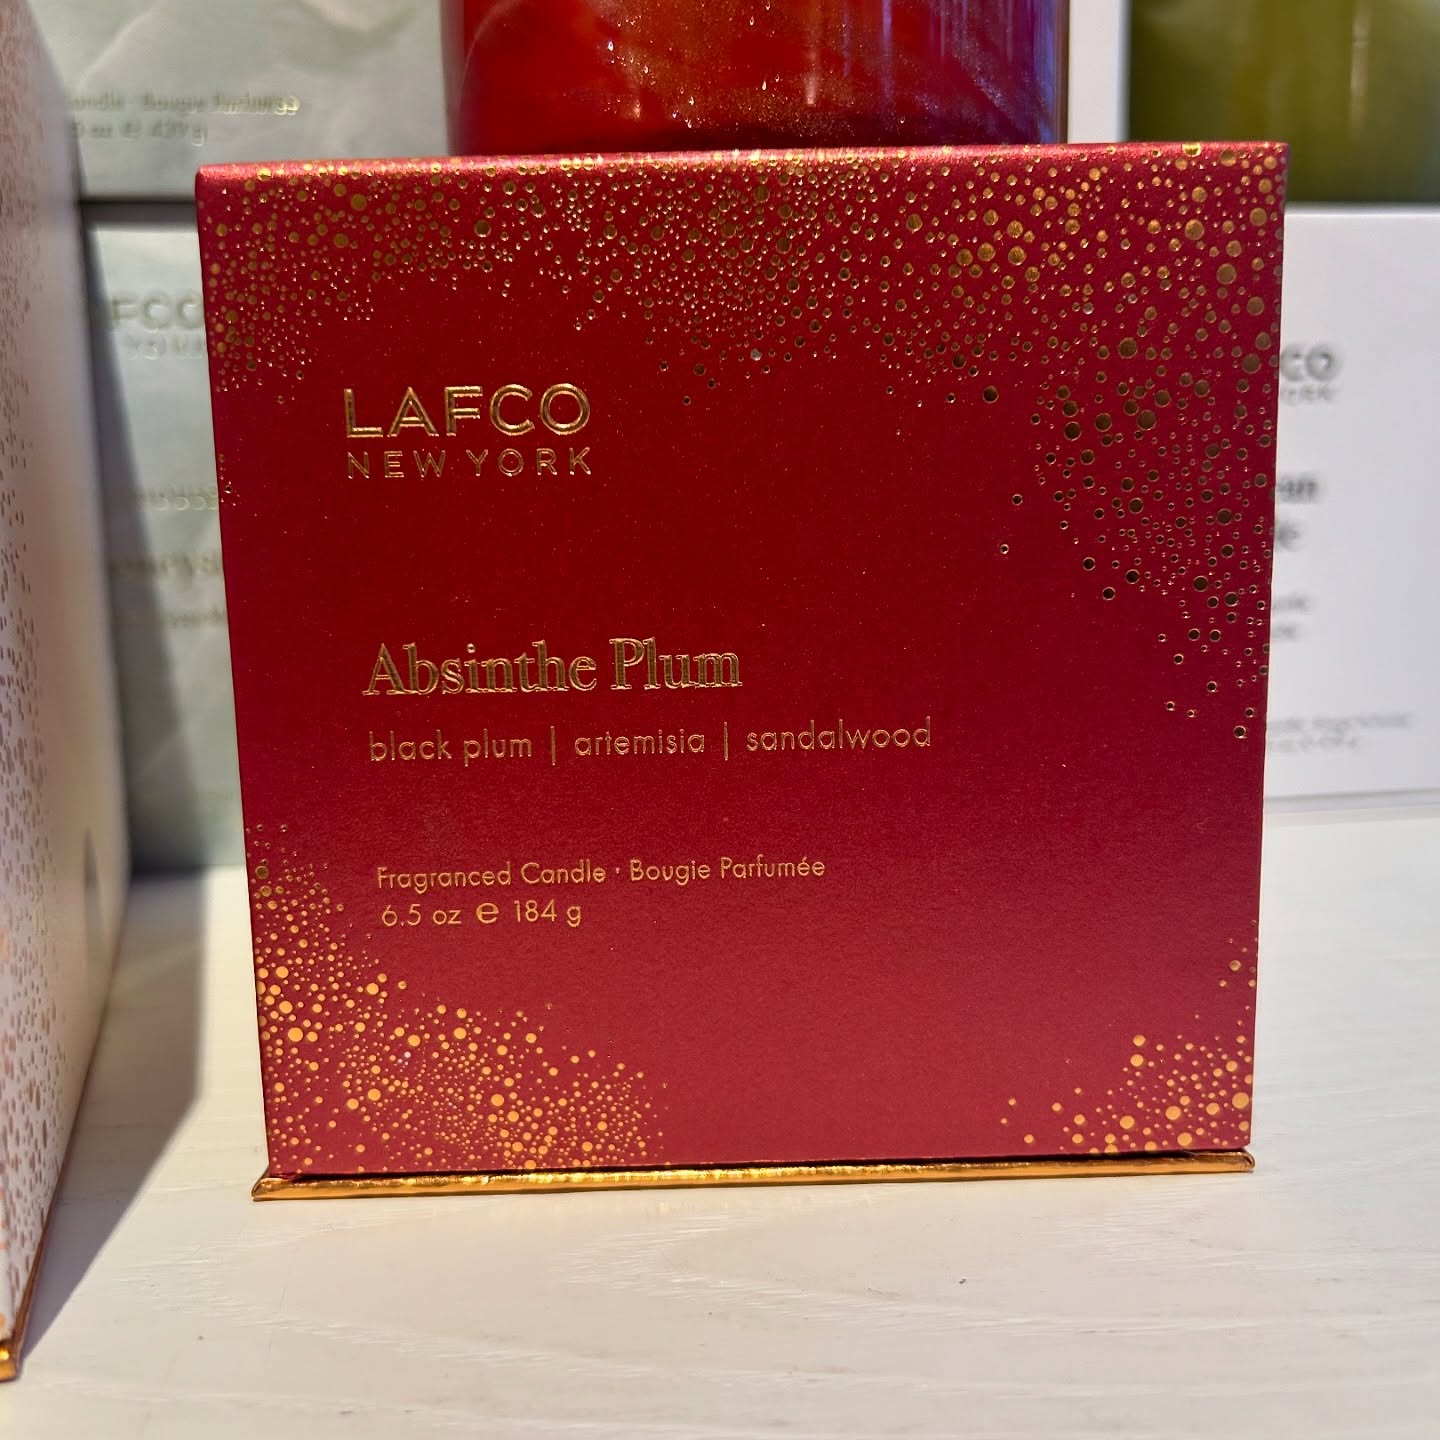 LAFCO
NEW YORK
Absinthe Plum
black plum | artemisia | sandalwood
Fragranced Candle · Bougie Parfumée
6.5 oz ℮ 184 g